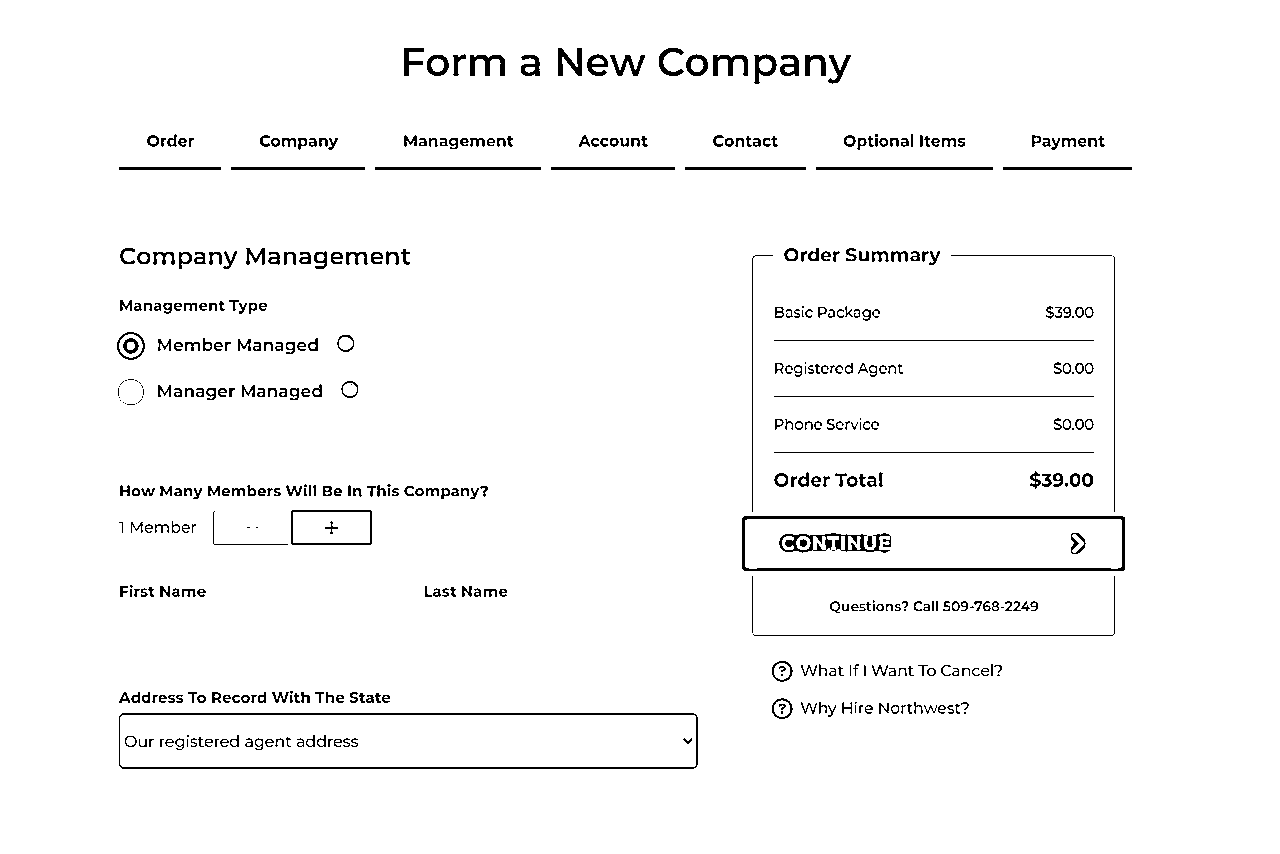 Form a New Company
Order Company Management Account Contact Optional Items Payment
Company Management
Management Type
Member Managed
Manager Managed
How Many Members Will Be In This Company?
1 Member - +
First Name Last Name
Address To Record With The State
Our registered agent address
Order Summary
Basic Package $39.00
Registered Agent $0.00
Phone Service $0.00
Order Total $39.00
CONTINUE
Questions? Call 509-768-2249
? What If I Want To Cancel?
? Why Hire Northwest?